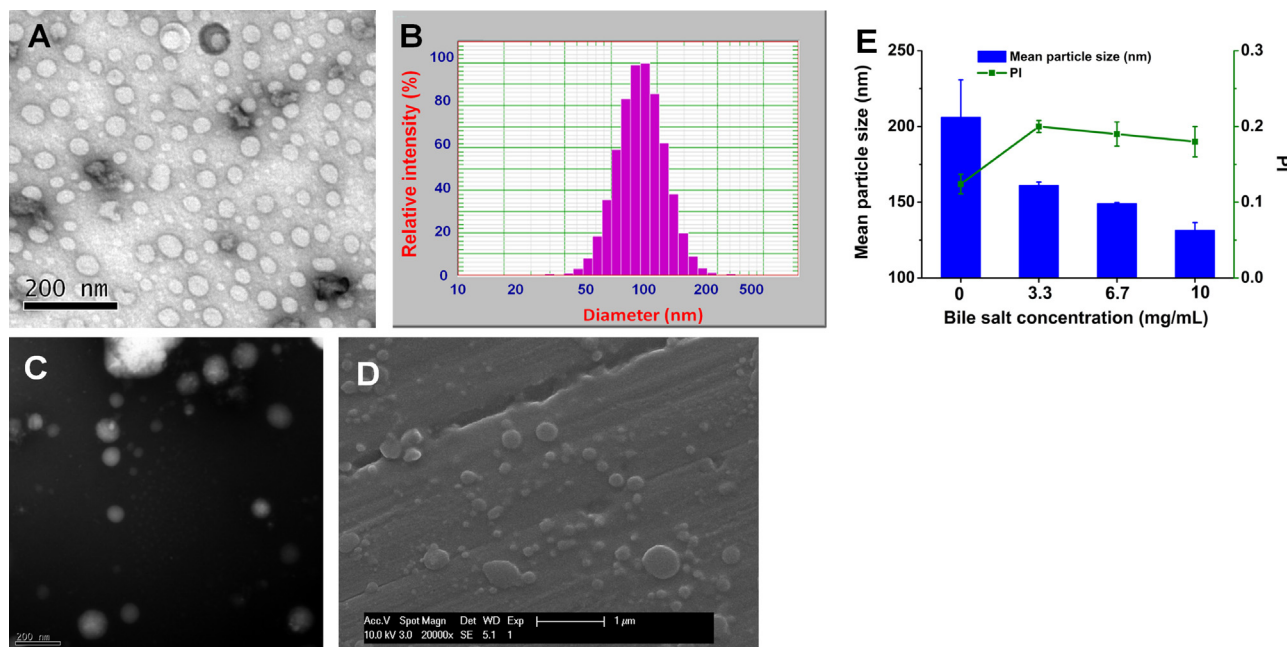 A
200 nm
B
Relative intensity (%)
100
80
60
40
20
0
10 20 50 100 200 500
Diameter (nm)
E
Mean particle size (nm)
PI
250
200
150
100
0.3
0.2
0.1
0.0
Mean particle size (nm)
PI
0 3.3 6.7 10
Bile salt concentration (mg/mL)
C
200 nm
D
Acc.V Spot Magn Det WD Exp
10.0 kV 3.0 20000x SE 5.1 1
1 µm